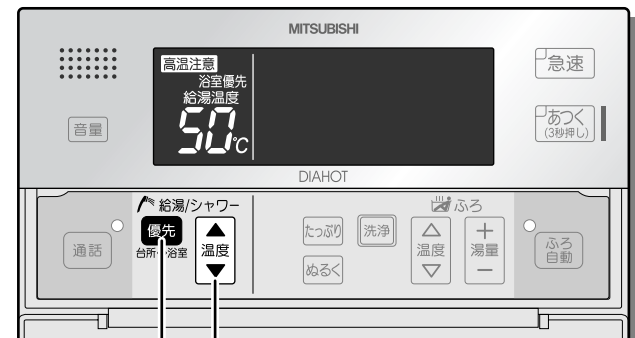 MITSUBISHI
高温注意
浴室優先
給湯温度
50℃
急速
音量
あつく
(3秒押し)
DIAHOT
給湯/シャワー
ふろ
通話
優先
台所⇔浴室
温度
たっぷり
洗浄
ぬるく
温度
湯量
ふろ
自動